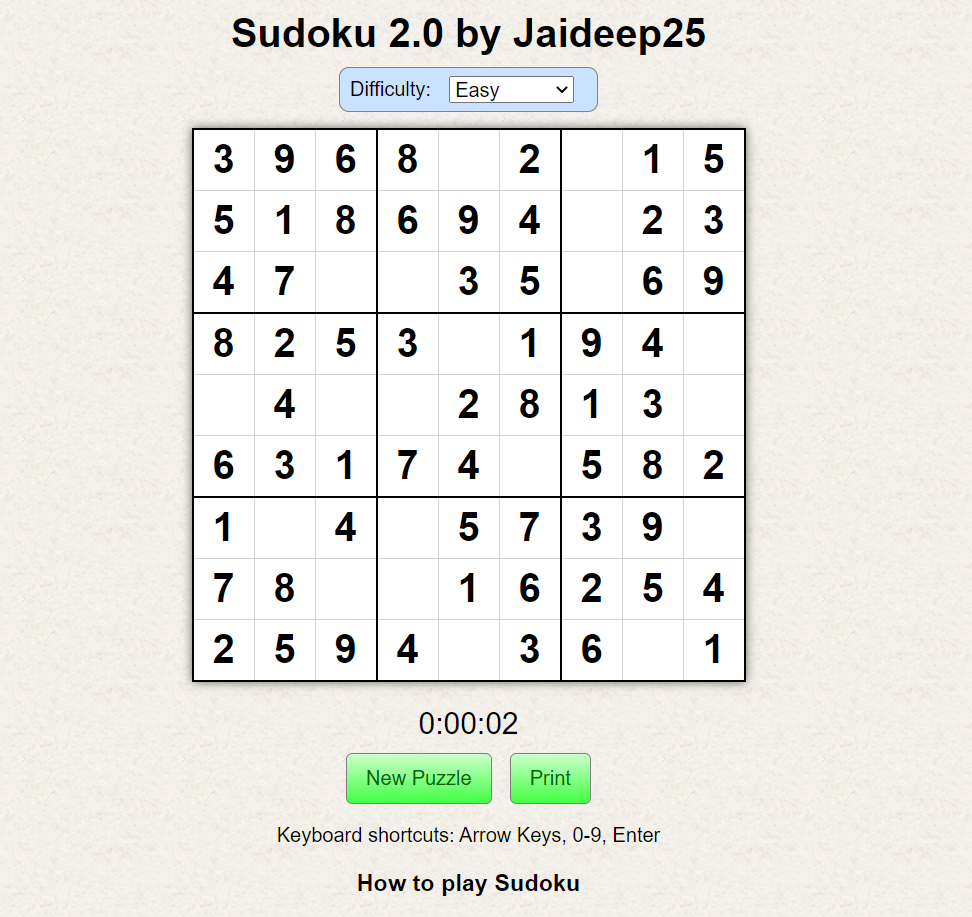 Sudoku 2.0 by Jaideep25
Difficulty: Easy
3 9 6 8 2 1 5
5 1 8 6 9 4 2 3
4 7 3 5 6 9
8 2 5 3 1 9 4
4 2 8 1 3
6 3 1 7 4 5 8 2
1 4 5 7 3 9
7 8 1 6 2 5 4
2 5 9 4 3 6 1
0:00:02
New Puzzle Print
Keyboard shortcuts: Arrow Keys, 0-9, Enter
How to play Sudoku